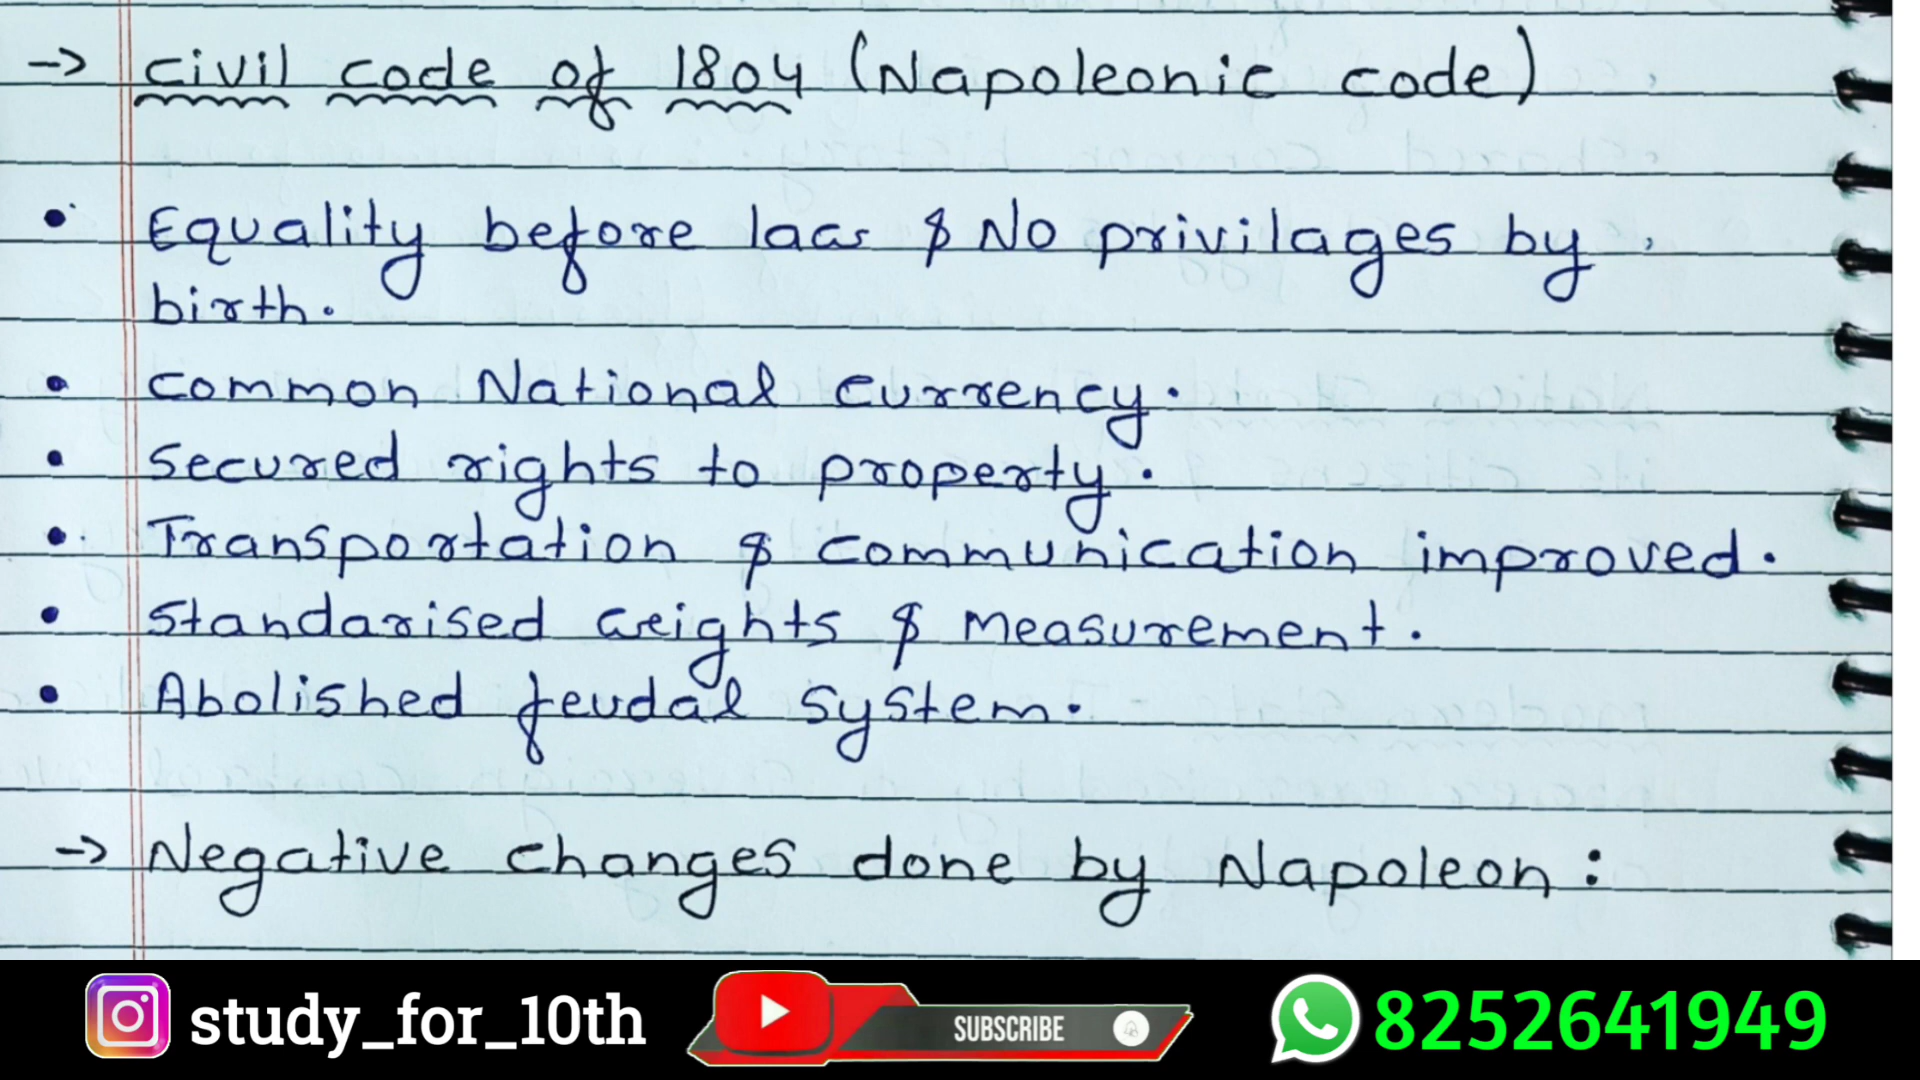 → civil code of 1804 (Napoleonic code)
• Equality before law & No privilages by
birth.
• common National currency.
• secured rights to property.
• Transportation & communication improved.
• standarised weights & measurement.
• Abolished feudal system.
→ Negative changes done by Napoleon:
study_for_10th
SUBSCRIBE
8252641949